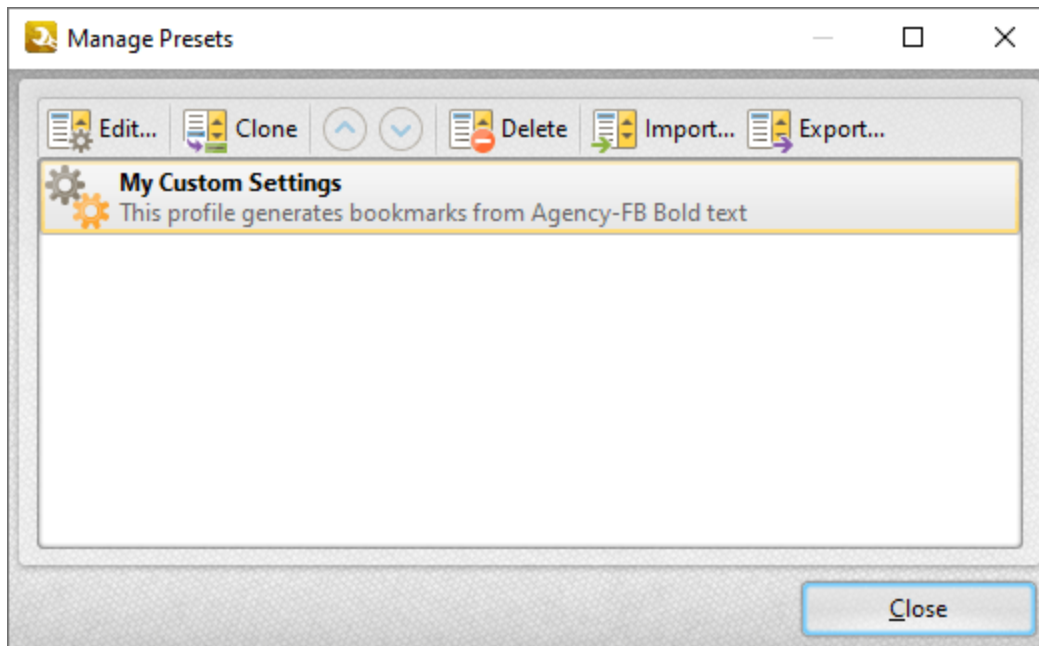 Manage Presets
Edit... Clone Delete Import... Export...
My Custom Settings
This profile generates bookmarks from Agency-FB Bold text
Close